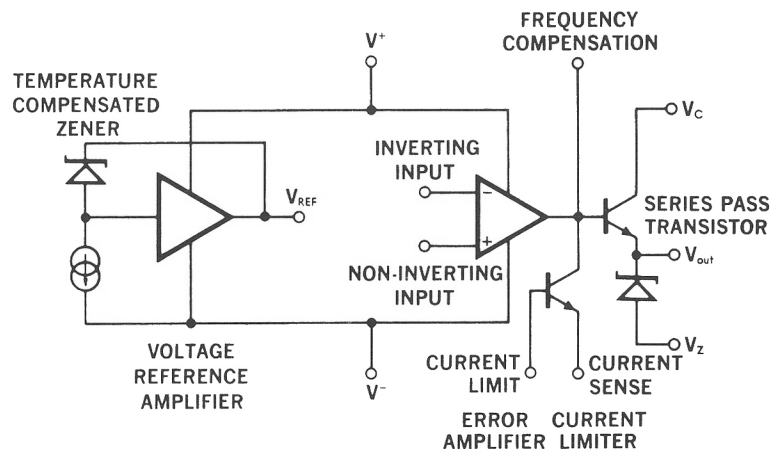 FREQUENCY
COMPENSATION
V+
TEMPERATURE
COMPENSATED
ZENER
VC
INVERTING
INPUT
−
VREF
SERIES PASS
TRANSISTOR
+
NON-INVERTING
INPUT
Vout
VOLTAGE
REFERENCE
AMPLIFIER
V−
CURRENT
LIMIT
CURRENT
SENSE
VZ
ERROR
AMPLIFIER
CURRENT
LIMITER